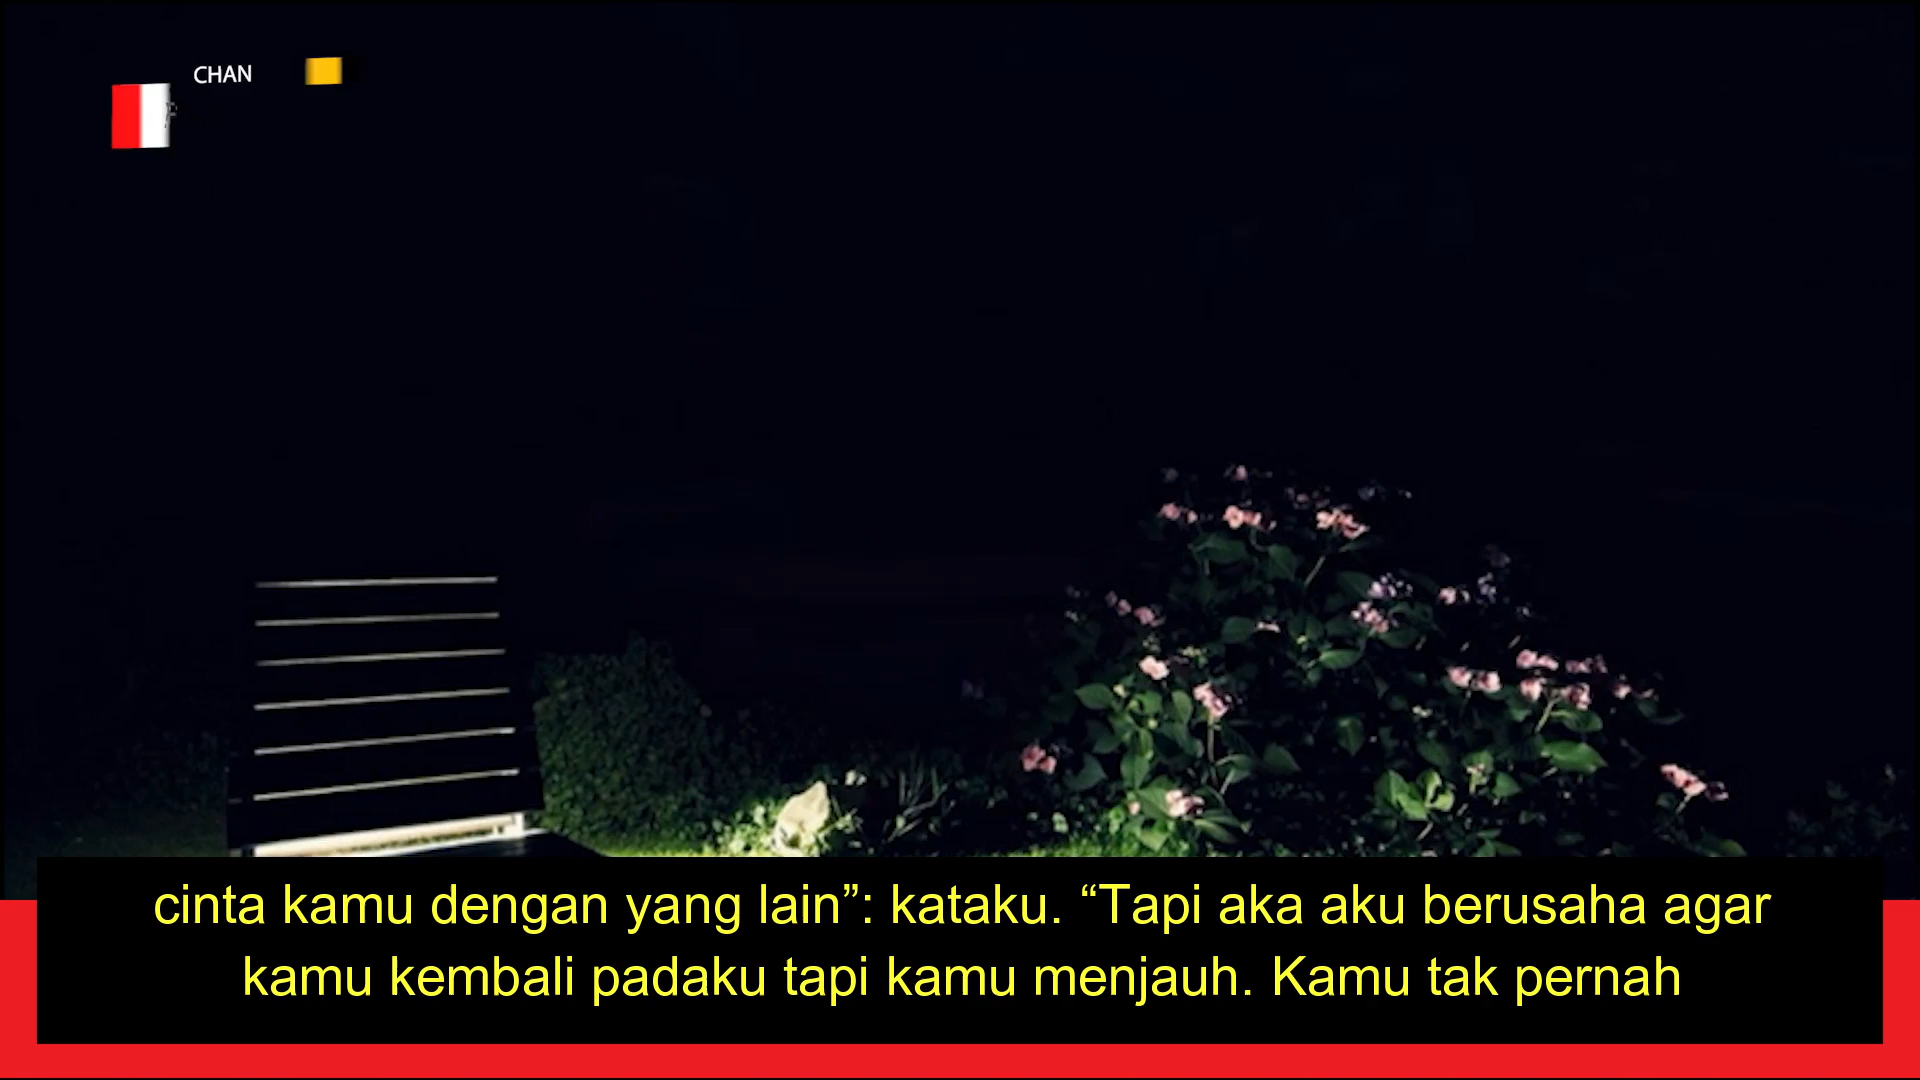 CHAN
cinta kamu dengan yang lain”: kataku. “Tapi aka aku berusaha agar
kamu kembali padaku tapi kamu menjauh. Kamu tak pernah